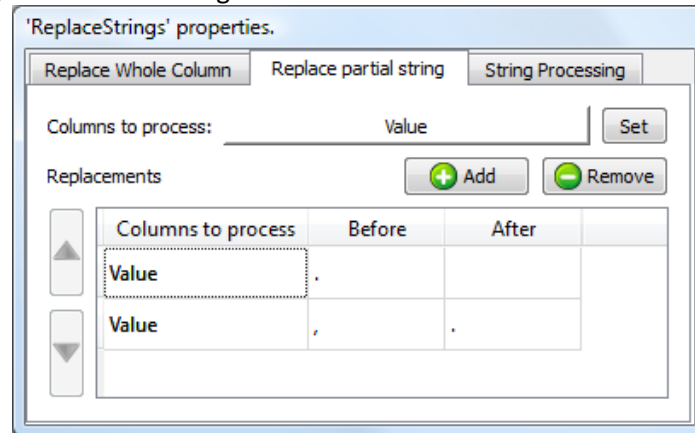 'ReplaceStrings' properties.
Replace Whole Column Replace partial string String Processing
Columns to process: Value Set
Replacements Add Remove
Columns to process Before After
Value .
Value , .